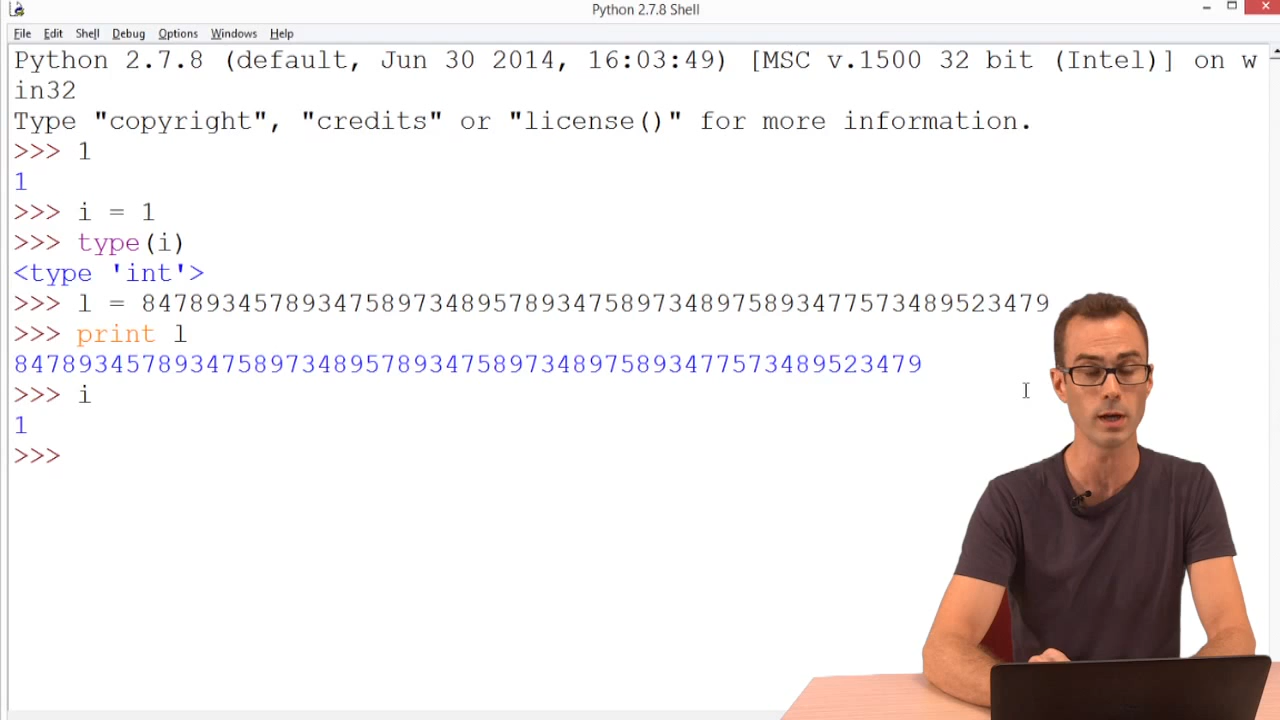 Python 2.7.8 Shell
File Edit Shell Debug Options Windows Help
Python 2.7.8 (default, Jun 30 2014, 16:03:49) [MSC v.1500 32 bit (Intel)] on w
in32
Type "copyright", "credits" or "license()" for more information.
>>> 1
1
>>> i = 1
>>> type(i)
<type 'int'>
>>> l = 847893457893475897348957893475897348975893477573489523479
>>> print l
847893457893475897348957893475897348975893477573489523479
>>> i
1
>>>